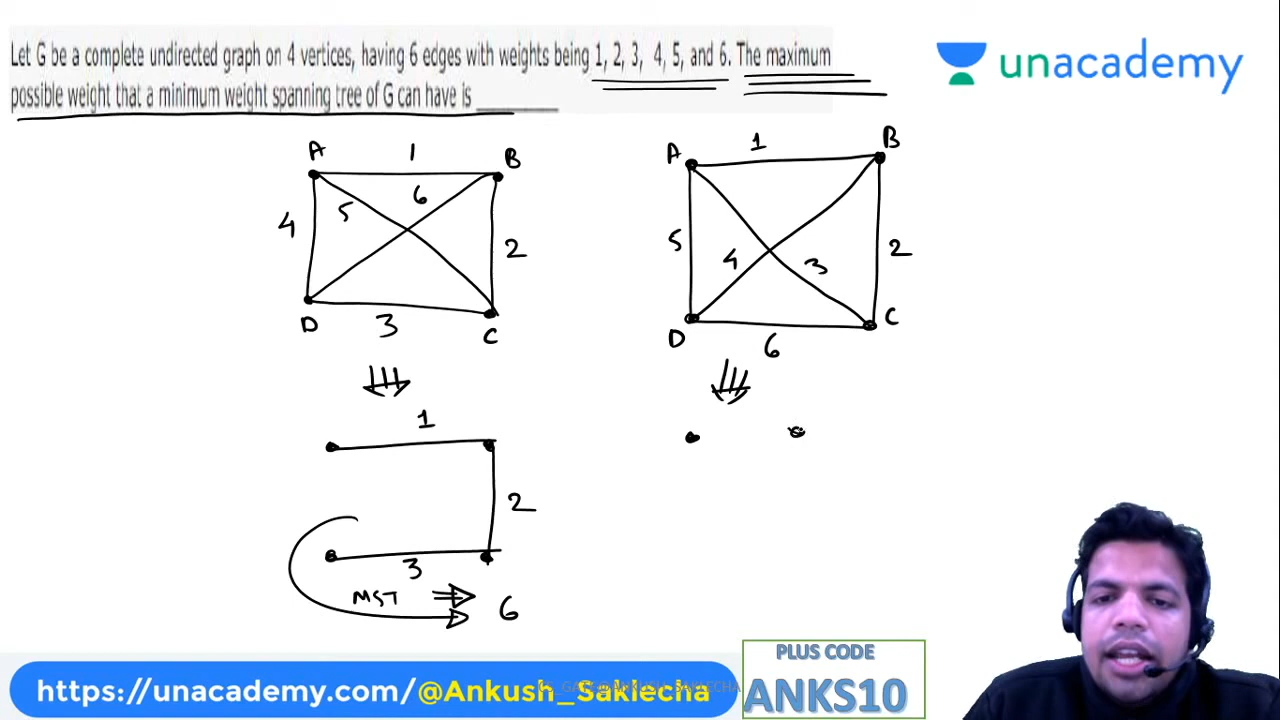 Let G be a complete undirected graph on 4 vertices, having 6 edges with weights being 1, 2, 3, 4, 5, and 6. The maximum
possible weight that a minimum weight spanning tree of G can have is __________
unacademy
A 1 B
4 5 6 2
D 3 C
A 1 B
5 4 3 2
D 6 C
1
2
3
MST 6
https://unacademy.com/@Ankush_Saklecha
PLUS CODE
ANKS10